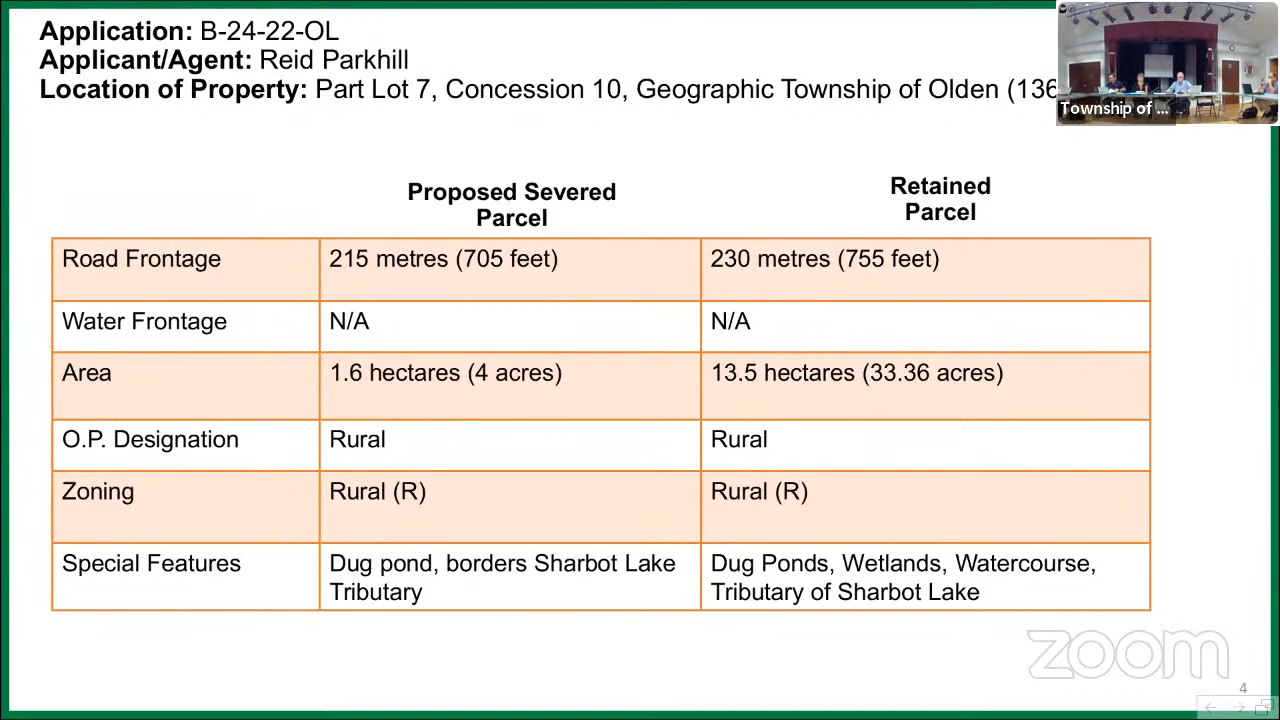 Application: B-24-22-OL
Applicant/Agent: Reid Parkhill
Location of Property: Part Lot 7, Concession 10, Geographic Township of Olden (136
Township of ...
Proposed Severed
Parcel
Retained
Parcel
Road Frontage
215 metres (705 feet)
230 metres (755 feet)
Water Frontage
N/A
N/A
Area
1.6 hectares (4 acres)
13.5 hectares (33.36 acres)
O.P. Designation
Rural
Rural
Zoning
Rural (R)
Rural (R)
Special Features
Dug pond, borders Sharbot Lake
Tributary
Dug Ponds, Wetlands, Watercourse,
Tributary of Sharbot Lake
zoom
4